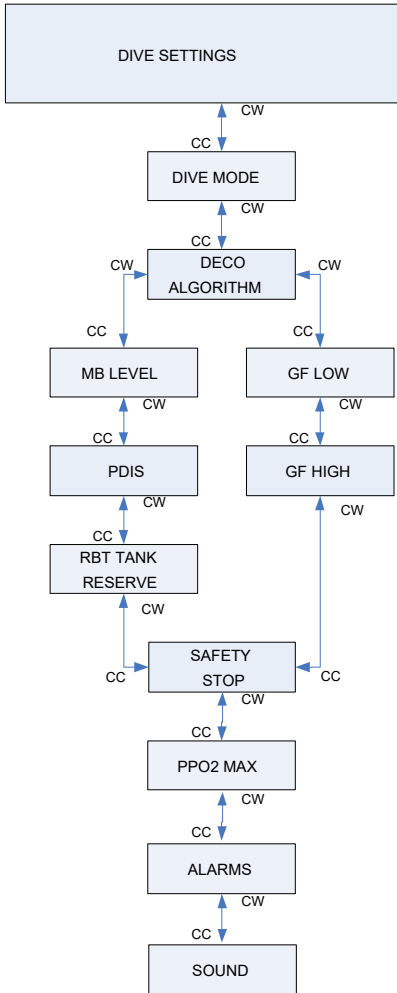 DIVE SETTINGS
CW
CC
DIVE MODE
CW
CC
CW
DECO
ALGORITHM
CW
CC
CC
MB LEVEL
GF LOW
CW
CW
CC
CC
PDIS
GF HIGH
CW
CW
CC
RBT TANK
RESERVE
CW
SAFETY
STOP
CC
CC
CW
CC
PPO2 MAX
CW
CC
ALARMS
CW
CC
SOUND